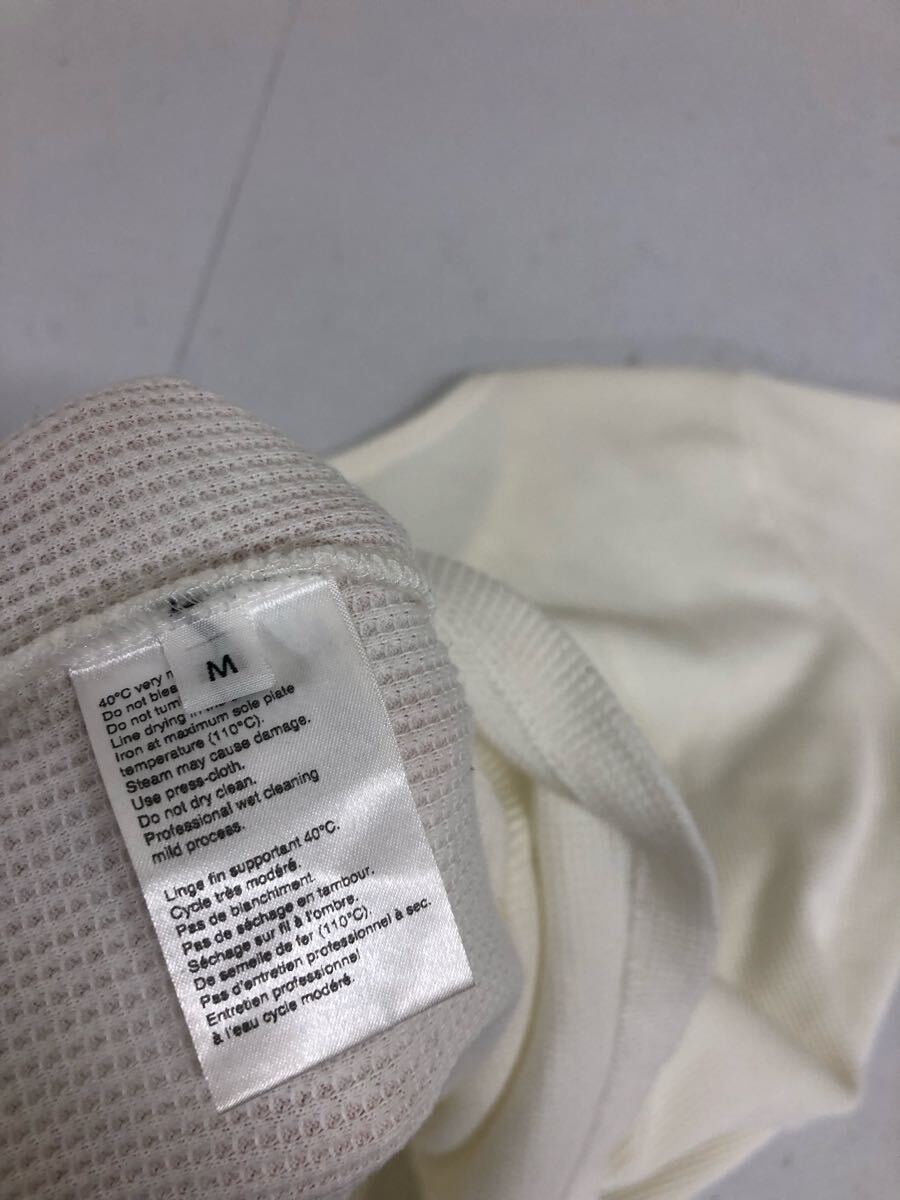 M
40°C very
Do not
Do not
Line drying in
Iron at maximum sole plate
temperature (110°C).
Steam may cause damage.
Use press-cloth.
Do not dry clean.
Professional wet cleaning
mild process.
Linge fin supportant 40°C.
Cycle très modéré.
Pas de blanchiment.
Pas de séchage en tambour.
Séchage sur fil à l'ombre.
De semelle de fer (110°C).
Pas d'entretien professionnel à sec.
Entretien professionnel
à l'eau cycle modéré.